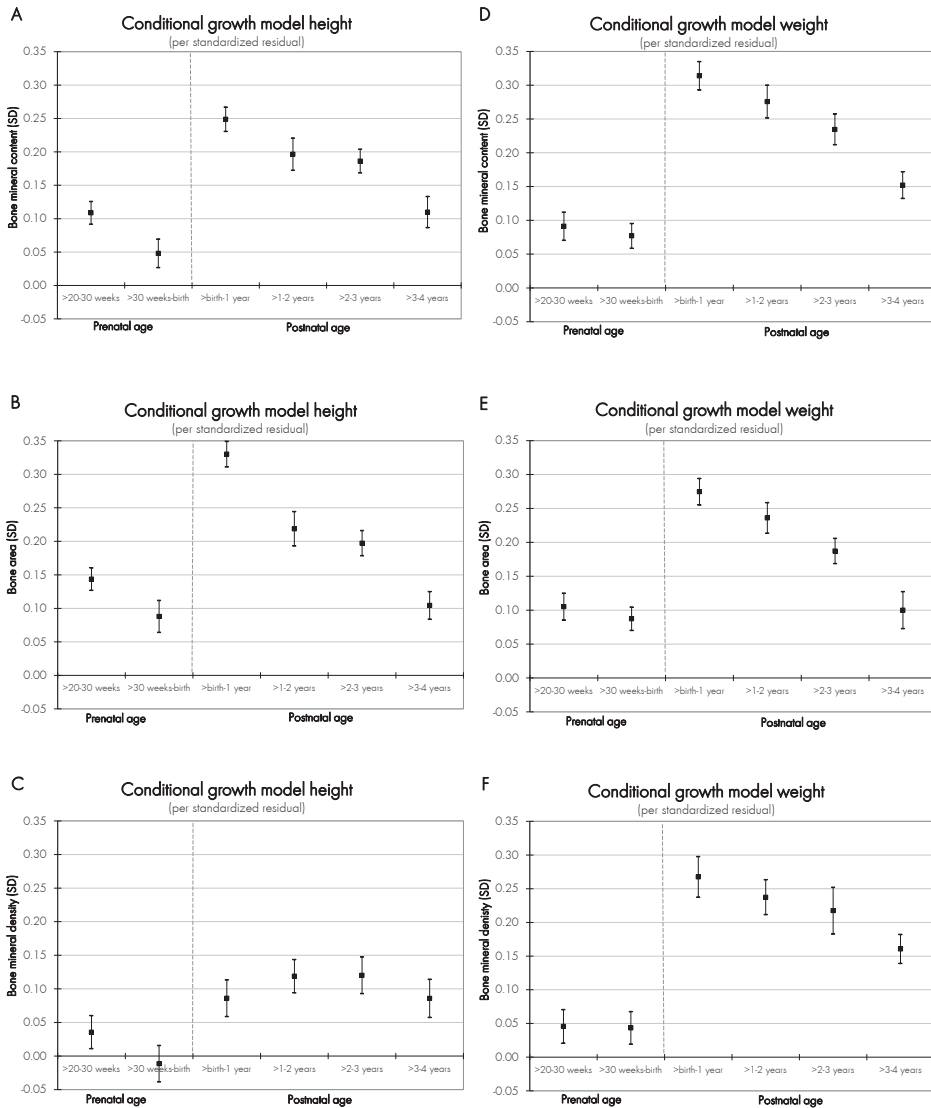 A
Conditional growth model height
(per standardized residual)
Bone mineral content (SD)
0.35
0.30
0.25
0.20
0.15
0.10
0.05
0.00
-0.05
>20-30 weeks >30 weeks-birth >birth-1 year >1-2 years >2-3 years >3-4 years
Prenatal age Postnatal age
D
Conditional growth model weight
(per standardized residual)
Bone mineral content (SD)
0.35
0.30
0.25
0.20
0.15
0.10
0.05
0.00
-0.05
>20-30 weeks >30 weeks-birth >birth-1 year >1-2 years >2-3 years >3-4 years
Prenatal age Postnatal age
B
Conditional growth model height
(per standardized residual)
Bone area (SD)
0.35
0.30
0.25
0.20
0.15
0.10
0.05
0.00
-0.05
>20-30 weeks >30 weeks-birth >birth-1 year >1-2 years >2-3 years >3-4 years
Prenatal age Postnatal age
E
Conditional growth model weight
(per standardized residual)
Bone area (SD)
0.35
0.30
0.25
0.20
0.15
0.10
0.05
0.00
-0.05
>20-30 weeks >30 weeks-birth >birth-1 year >1-2 years >2-3 years >3-4 years
Prenatal age Postnatal age
C
Conditional growth model height
(per standardized residual)
Bone mineral density (SD)
0.35
0.30
0.25
0.20
0.15
0.10
0.05
0.00
-0.05
>20-30 weeks >30 weeks-birth >birth-1 year >1-2 years >2-3 years >3-4 years
Prenatal age Postnatal age
F
Conditional growth model weight
(per standardized residual)
Bone mineral denisty (SD)
0.35
0.30
0.25
0.20
0.15
0.10
0.05
0.00
-0.05
>20-30 weeks >30 weeks-birth >birth-1 year >1-2 years >2-3 years >3-4 years
Prenatal age Postnatal age